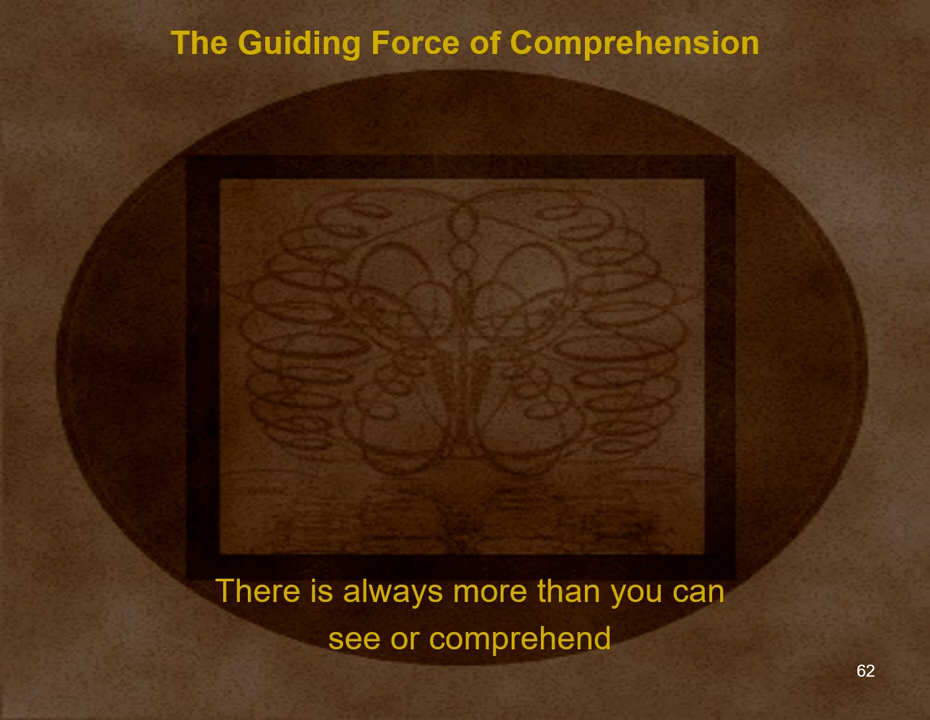 The Guiding Force of Comprehension
There is always more than you can
see or comprehend
62